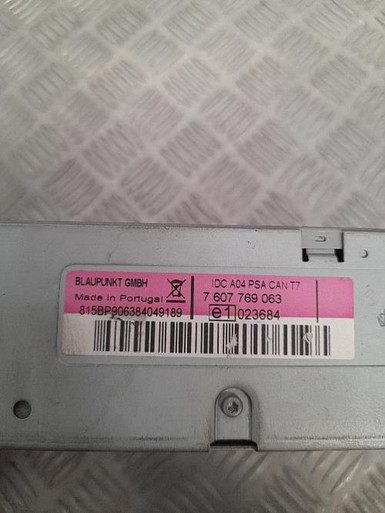 BLAUPUNKT GMBH
IDC A04 PSA CAN T7
Made in Portugal
7 607 769 063
815BP906384049189
e1 023684